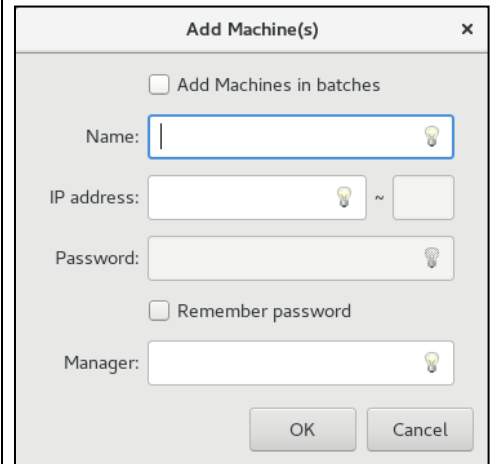 Add Machine(s) ×
Add Machines in batches
Name:
IP address: ~
Password:
Remember password
Manager:
OK Cancel